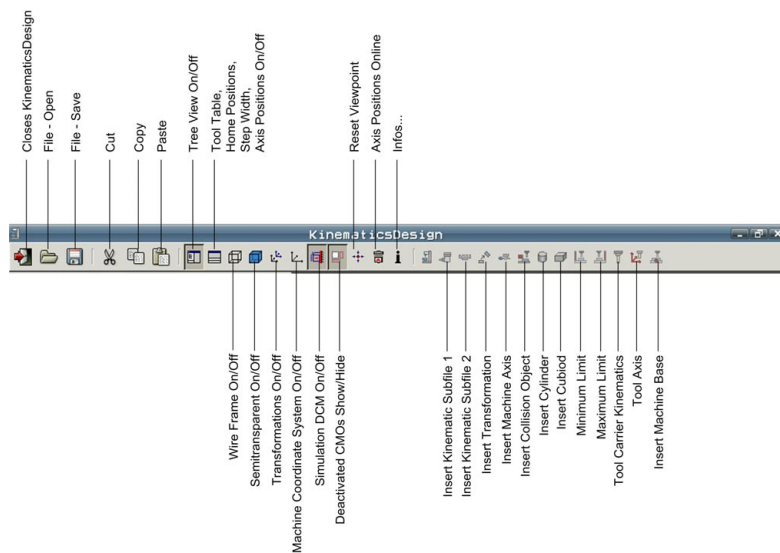 Closes KinematicsDesign
File - Open
File - Save
Cut
Copy
Paste
Tree View On/Off
Tool Table,
Home Positions,
Step Width,
Axis Positions On/Off
Reset Viewpoint
Axis Positions Online
Infos...
KinematicsDesign
Wire Frame On/Off
Semitransparent On/Off
Transformations On/Off
Machine Coordinate System On/Off
Simulation DCM On/Off
Deactivated CMOs Show/Hide
Insert Kinematic Subfile 1
Insert Kinematic Subfile 2
Insert Transformation
Insert Machine Axis
Insert Collision Object
Insert Cylinder
Insert Cubiod
Minimum Limit
Maximum Limit
Tool Carrier Kinematics
Tool Axis
Insert Machine Base